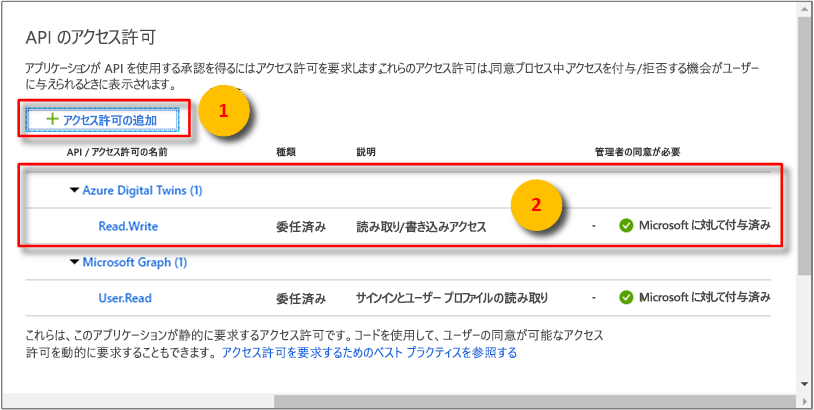 API のアクセス許可
アプリケーションが API を使用する承認を得るには､アクセス許可を要求します｡これらのアクセス許可は､同意プロセス中､アクセスを付与/拒否する機会がユーザー
に与えられるときに表示されます。
+ アクセス許可の追加
1
API / アクセス許可の名前 種類 説明 管理者の同意が必要
Azure Digital Twins (1)
2
Read.Write 委任済み 読み取り/書き込みアクセス - Microsoft に対して付与済み
Microsoft Graph (1)
User.Read 委任済み サインインとユーザー プロファイルの読み取り - Microsoft に対して付与済み
これらは、このアプリケーションが静的に要求するアクセス許可です。コードを使用して、ユーザーの同意が可能なアクセス
許可を動的に要求することもできます。 アクセス許可を要求するためのベスト プラクティスを参照する